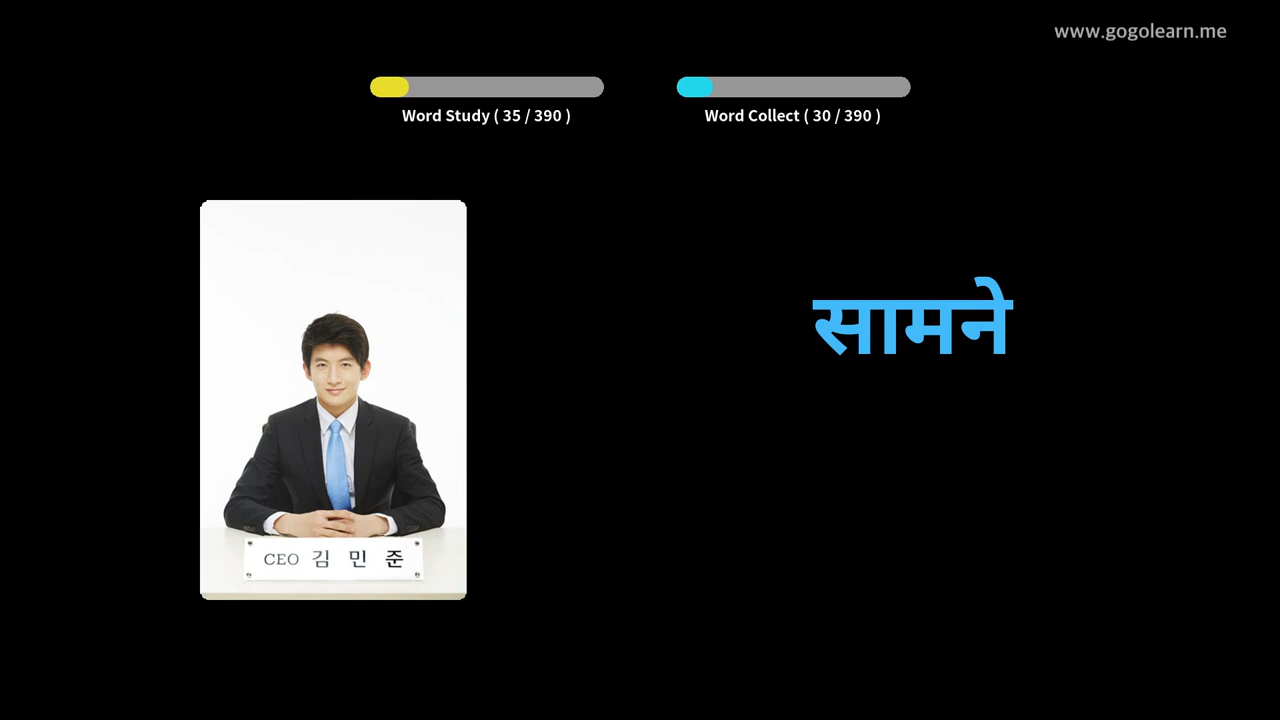 www.gogolearn.me
Word Study ( 35 / 390 )
Word Collect ( 30 / 390 )
सामने
CEO 김 민 준